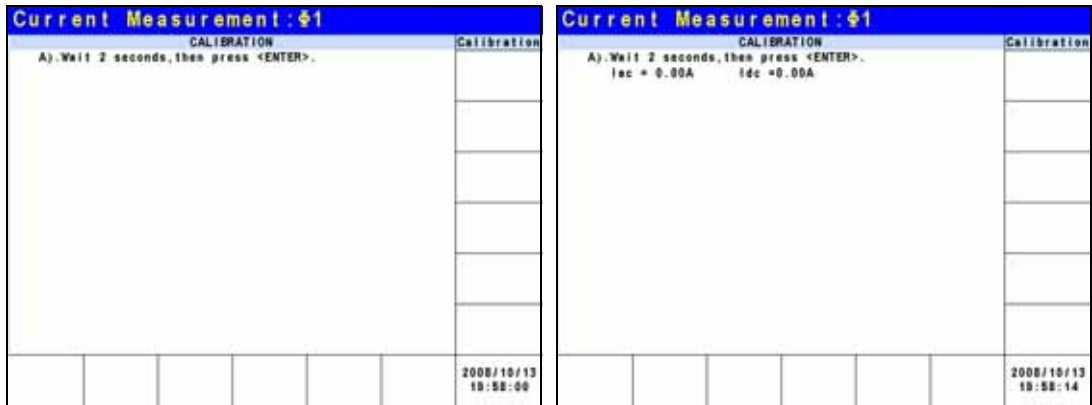 Current Measurement:Φ1
CALIBRATION
Calibration
A).Wait 2 seconds,then press <ENTER>.
2008/10/13
19:58:00
Current Measurement:Φ1
CALIBRATION
Calibration
A).Wait 2 seconds,then press <ENTER>.
Iac = 0.00A Idc =0.00A
2008/10/13
19:58:14